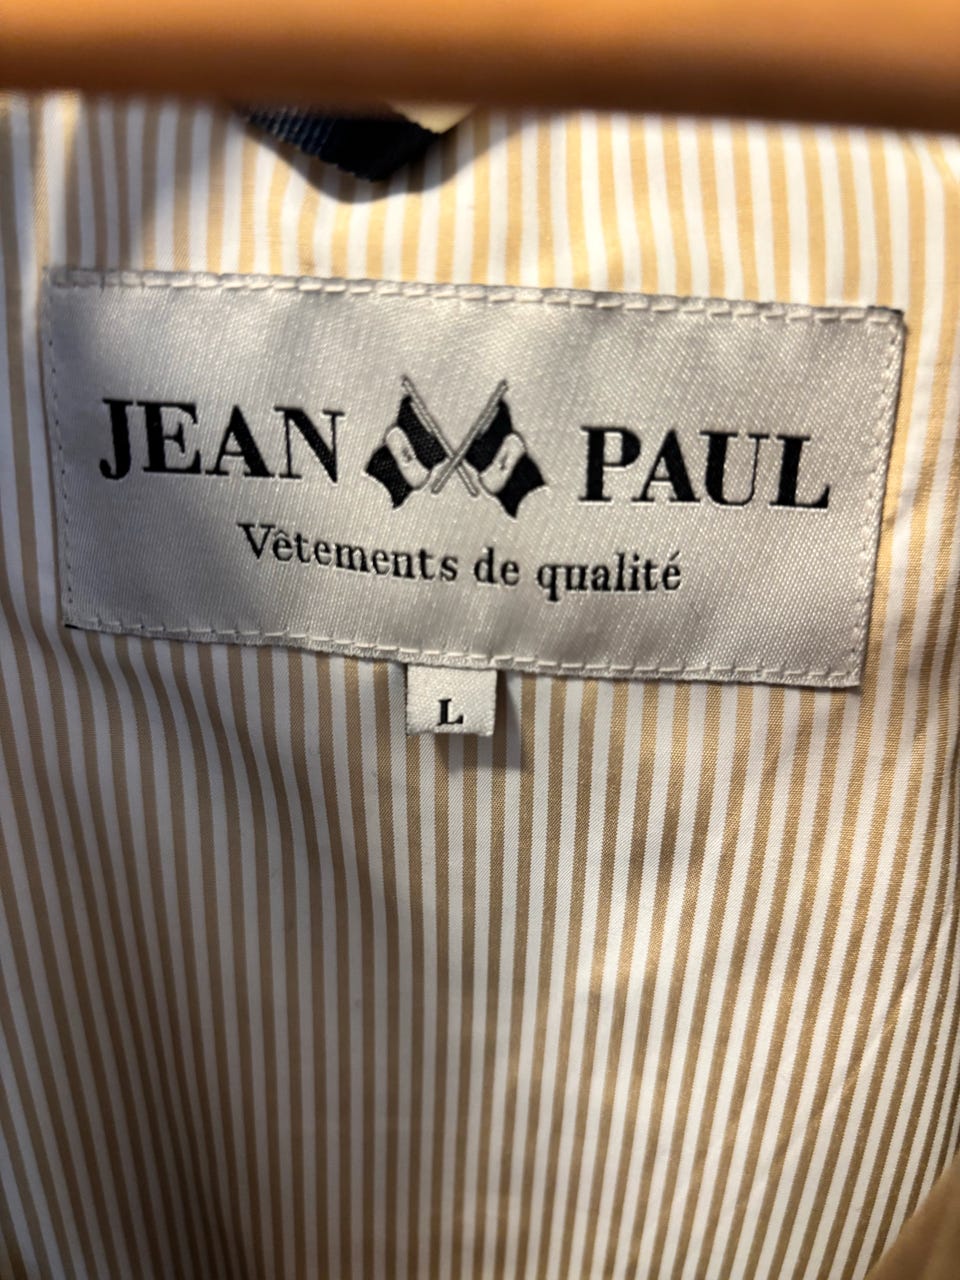 JEAN PAUL
Vêtements de qualité
L